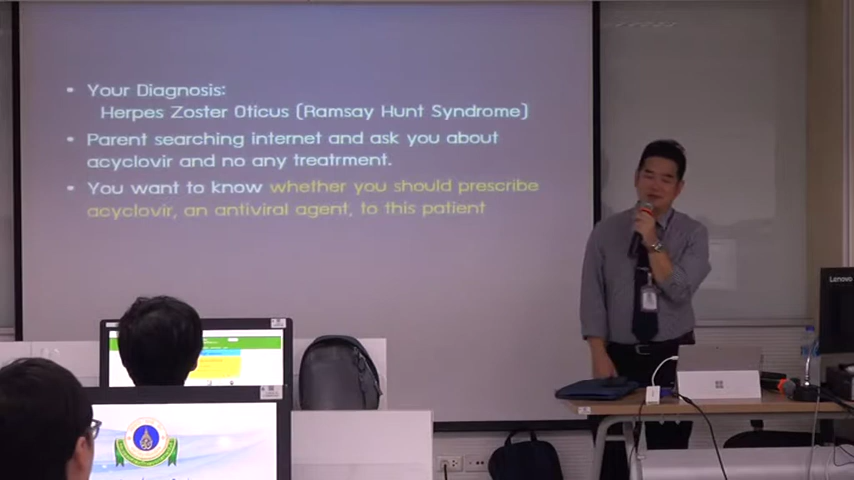 Your Diagnosis:
Herpes Zoster Oticus (Ramsay Hunt Syndrome)
Parent searching internet and ask you about
acyclovir and no any treatment.
You want to know whether you should prescribe
acyclovir, an antiviral agent, to this patient
Lenovo